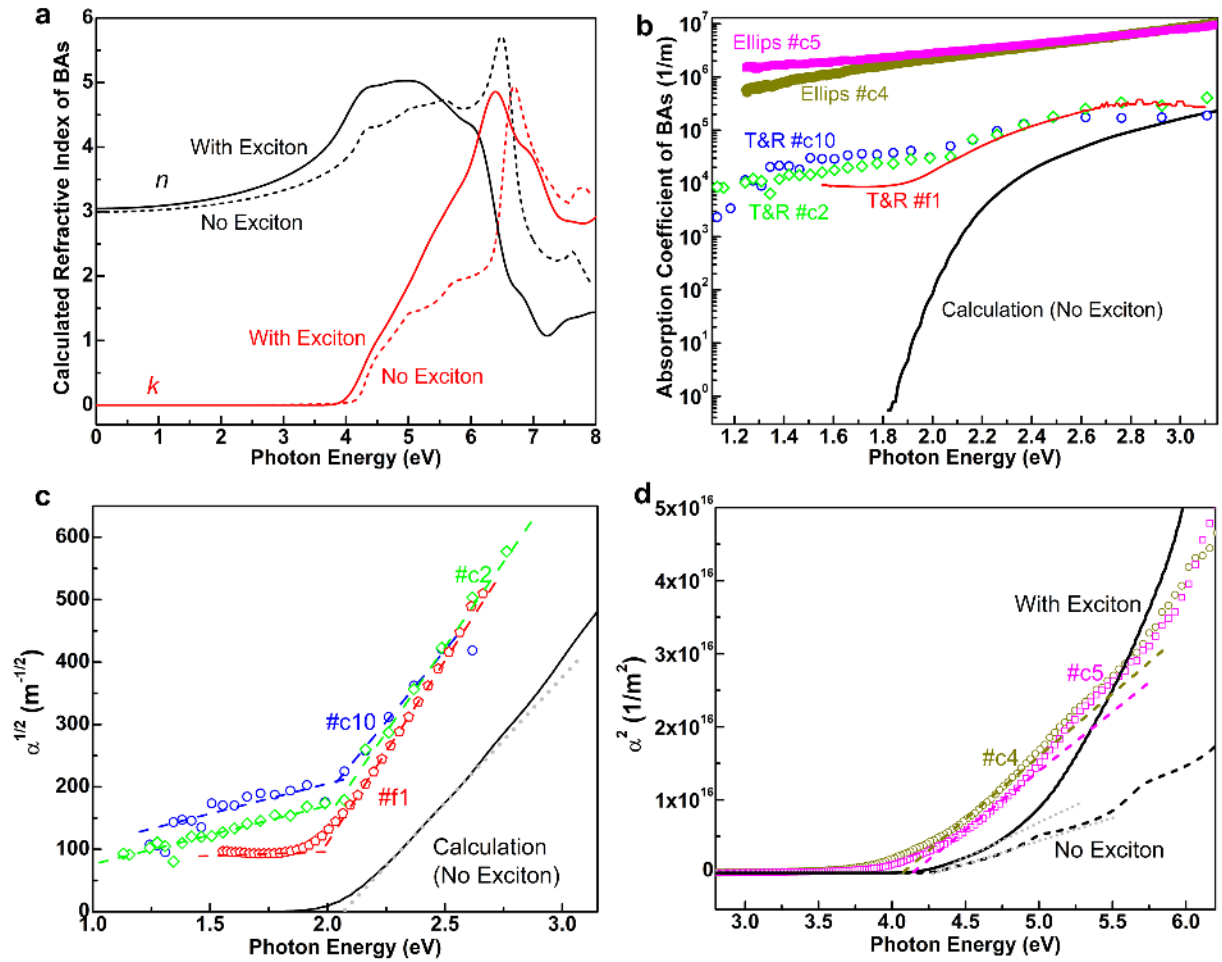 a
Calculated Refractive Index of BAs
6
5
4
3
2
1
0
With Exciton
n
No Exciton
With Exciton
No Exciton
k
0 1 2 3 4 5 6 7 8
Photon Energy (eV)
b
Absorption Coefficient of BAs (1/m)
10⁷
10⁶
10⁵
10⁴
10³
10²
10¹
10⁰
Ellips #c5
Ellips #c4
T&R #c10
T&R #c2
T&R #f1
Calculation (No Exciton)
1.2 1.4 1.6 1.8 2.0 2.2 2.4 2.6 2.8 3.0
Photon Energy (eV)
c
α^1/2 (m^-1/2)
600
500
400
300
200
100
0
#c2
#c10
#f1
Calculation
(No Exciton)
1.0 1.5 2.0 2.5 3.0
Photon Energy (eV)
d
α² (1/m²)
5x10¹⁶
4x10¹⁶
3x10¹⁶
2x10¹⁶
1x10¹⁶
0
With Exciton
#c5
#c4
No Exciton
3.0 3.5 4.0 4.5 5.0 5.5 6.0
Photon Energy (eV)